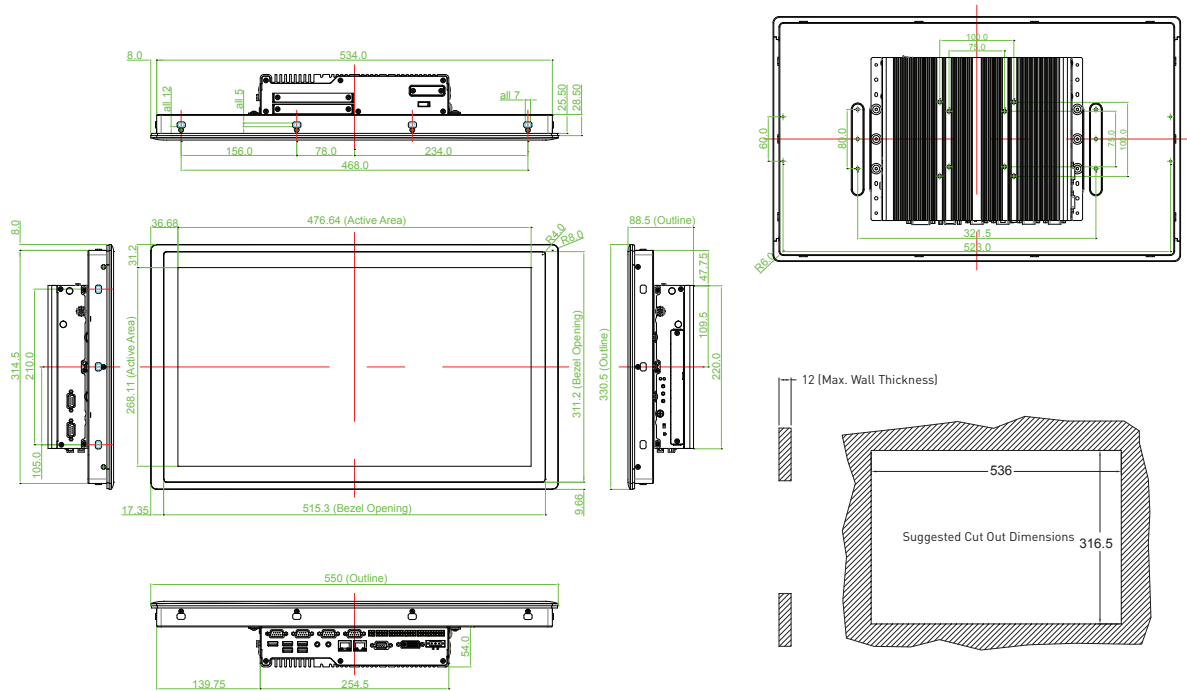 8.0
534.0
all 12
all 5
all 7
25.50
28.50
156.0
78.0
234.0
468.0
100.0
75.0
60.0
80.0
75.0
100.0
321.5
523.0
R6.0
8.0
314.5
210.0
105.0
36.68
476.64 (Active Area)
R4.0
R8.0
31.2
268.11 (Active Area)
311.2 (Bezel Opening)
17.35
515.3 (Bezel Opening)
9.66
88.5 (Outline)
330.5 (Outline)
47.75
109.5
220.0
12 (Max. Wall Thickness)
536
Suggested Cut Out Dimensions
316.5
550 (Outline)
54.0
139.75
254.5